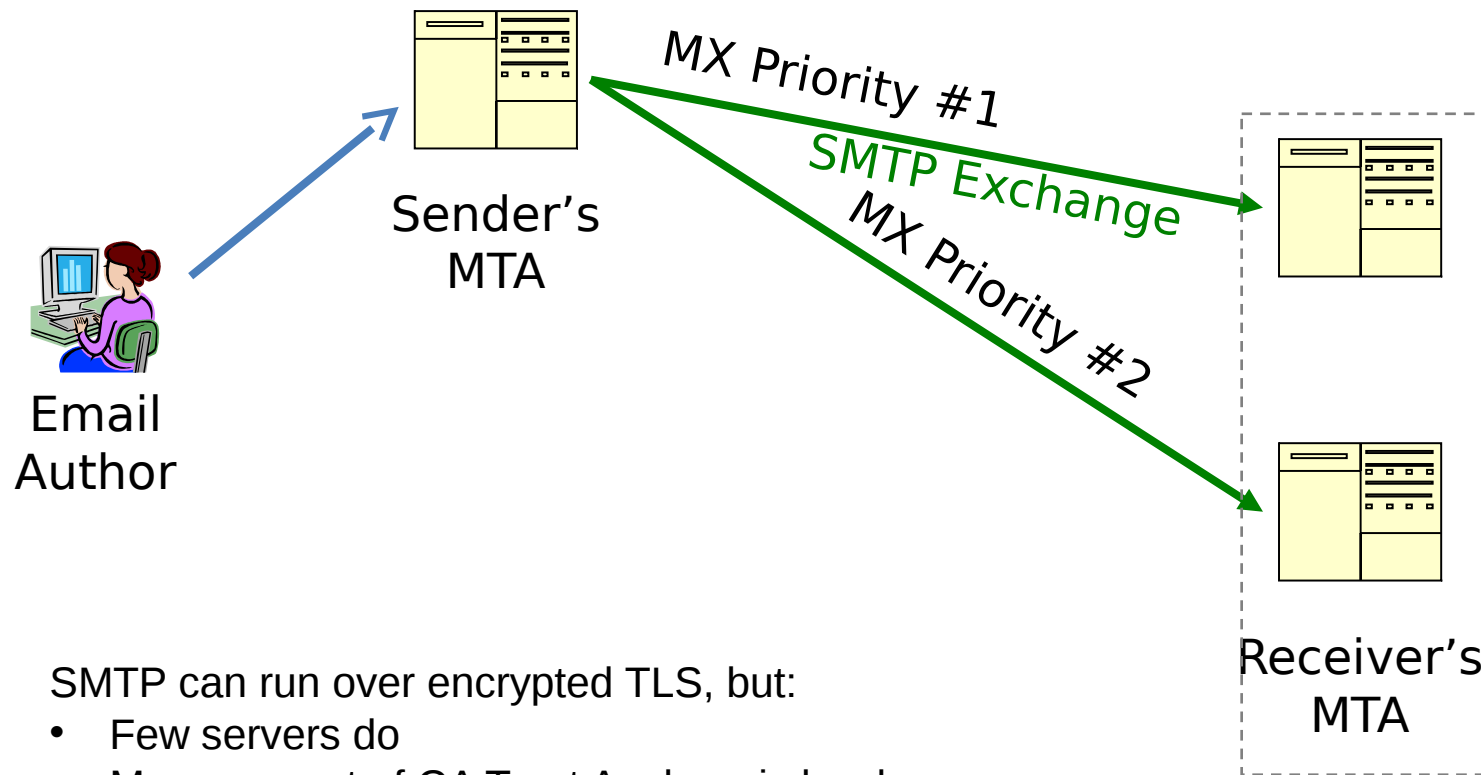 MX Priority #1
SMTP Exchange
MX Priority #2
Sender’s
MTA
Email
Author
Receiver’s
MTA
SMTP can run over encrypted TLS, but:
• Few servers do